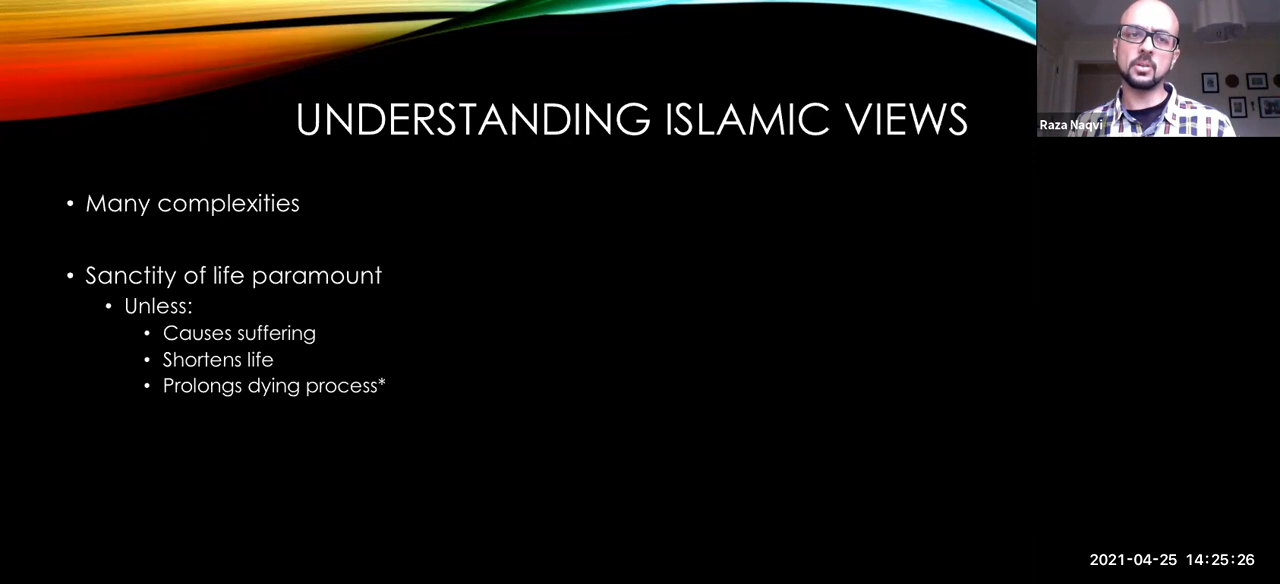 UNDERSTANDING ISLAMIC VIEWS
Raza Naqvi
• Many complexities
• Sanctity of life paramount
• Unless:
• Causes suffering
• Shortens life
• Prolongs dying process*
2021-04-25 14:25:26